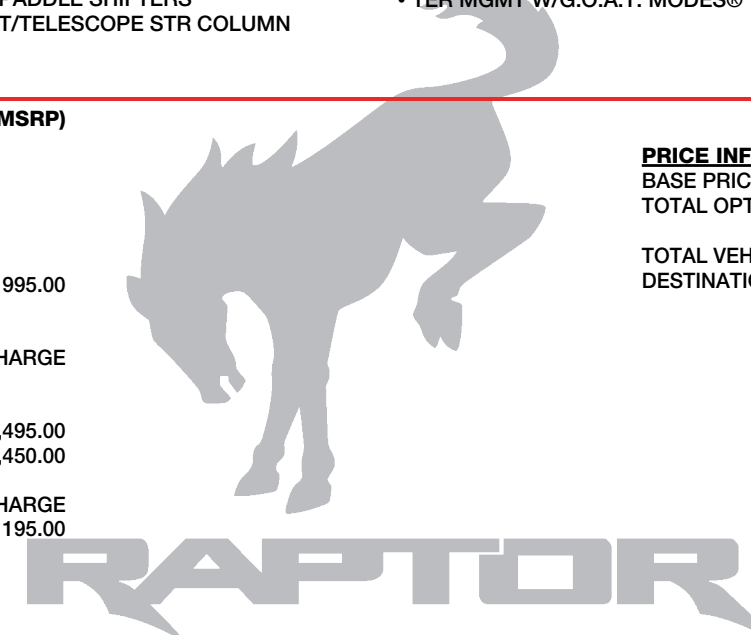 PADDLE SHIFTERS
T/TELESCOPE STR COLUMN
• TER MGMT W/G.O.A.T. MODES®
MSRP)
995.00
HARGE
,495.00
,450.00
HARGE
195.00
PRICE INF
BASE PRIC
TOTAL OPT
TOTAL VEH
DESTINATIO
RAPTOR